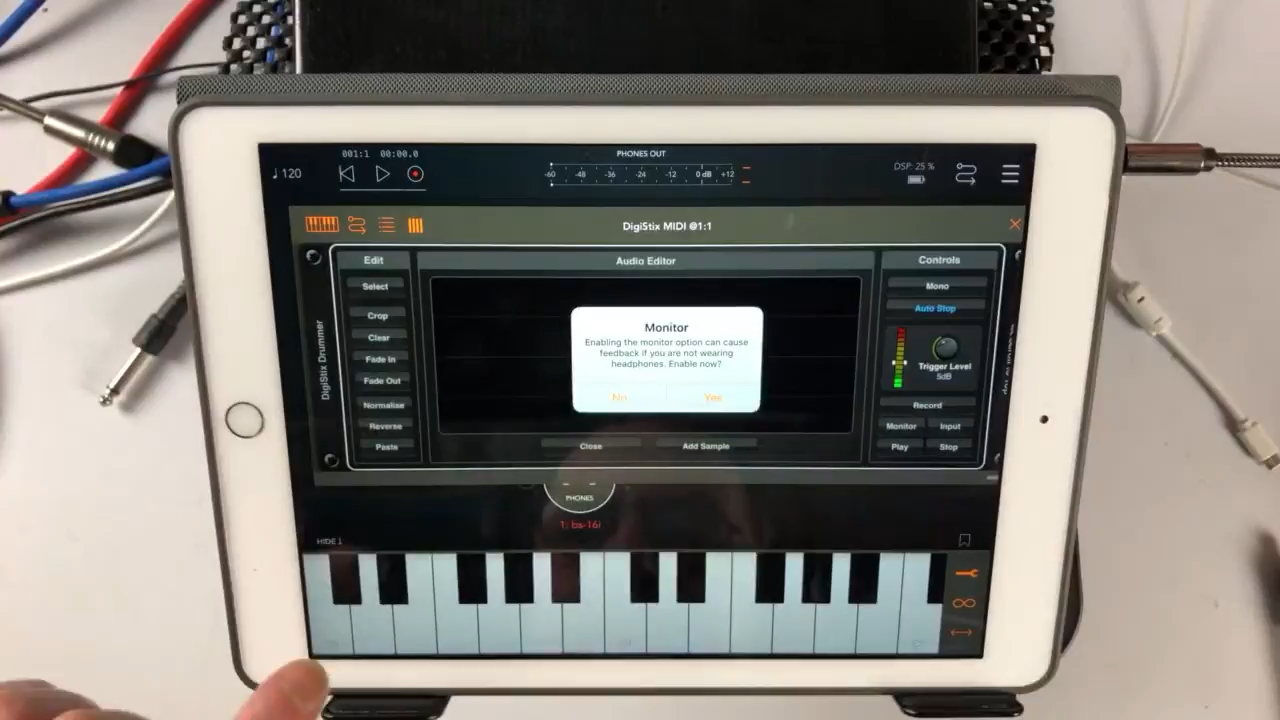 001:1 00:00.0
PHONES OUT
♩120
-60 -48 -36 -24 -12 0 dB +12
DSP: 25 %
DigiStix MIDI @1:1
Edit
Audio Editor
Controls
Select
Crop
Clear
Fade In
Fade Out
Normalise
Reverse
Paste
DigiStix Drummer
Monitor
Enabling the monitor option can cause
feedback if you are not wearing
headphones. Enable now?
No
Yes
Close
Add Sample
Mono
Auto Stop
Trigger Level
5dB
Record
Monitor
Input
Play
Stop
PHONES
1: bs-16i
HIDE 1